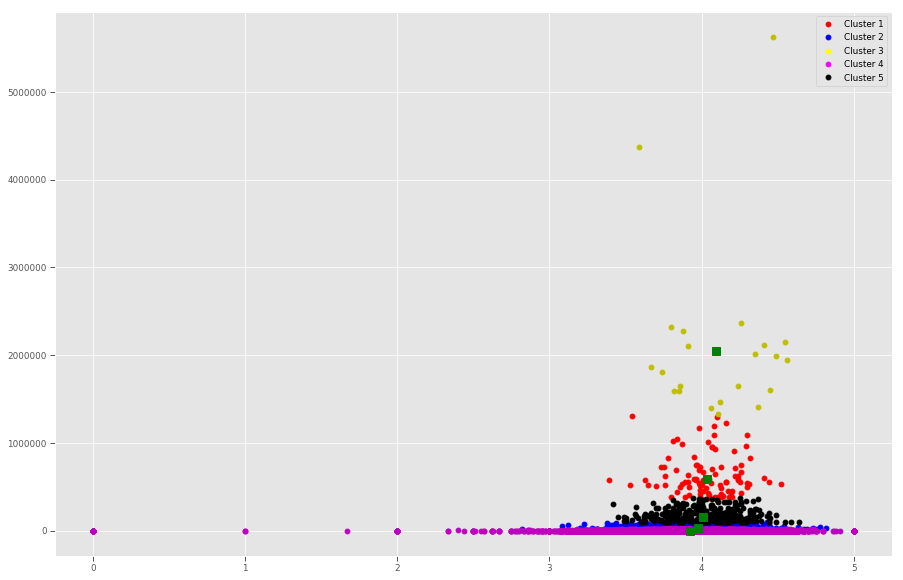 Cluster 1
Cluster 2
Cluster 3
Cluster 4
Cluster 5
5000000
4000000
3000000
2000000
1000000
0
0 1 2 3 4 5